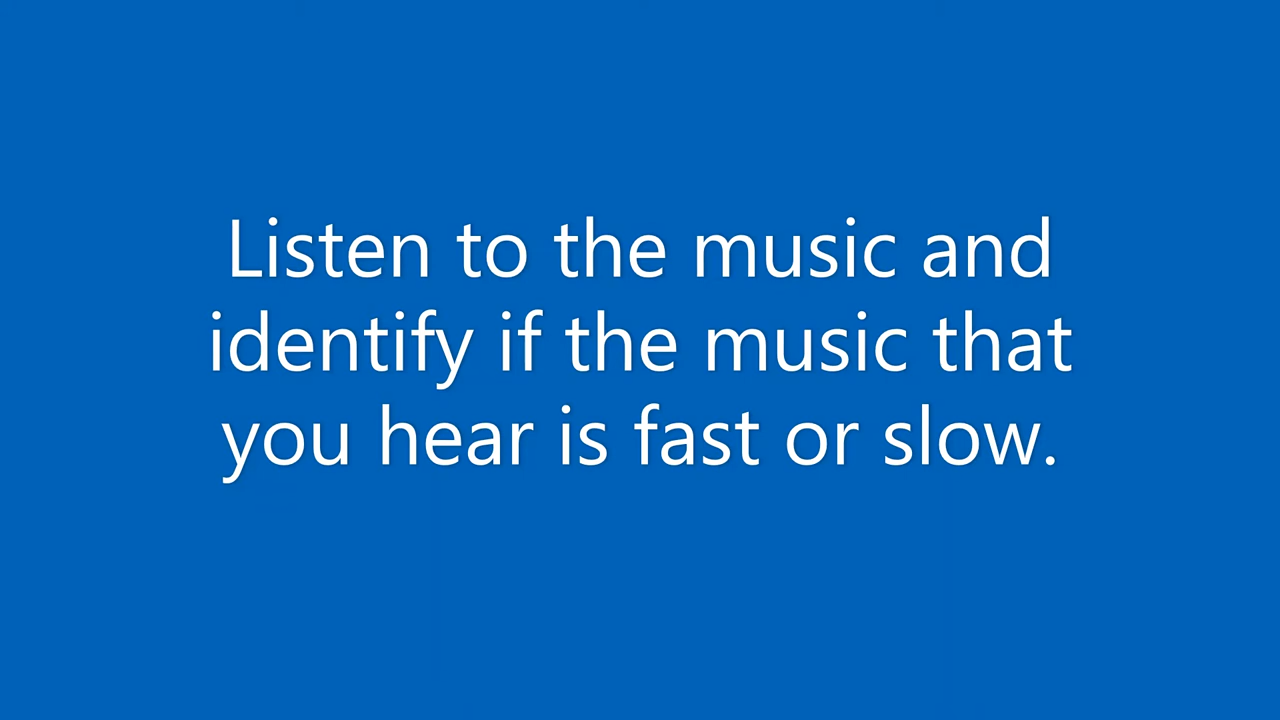 Listen to the music and
identify if the music that
you hear is fast or slow.